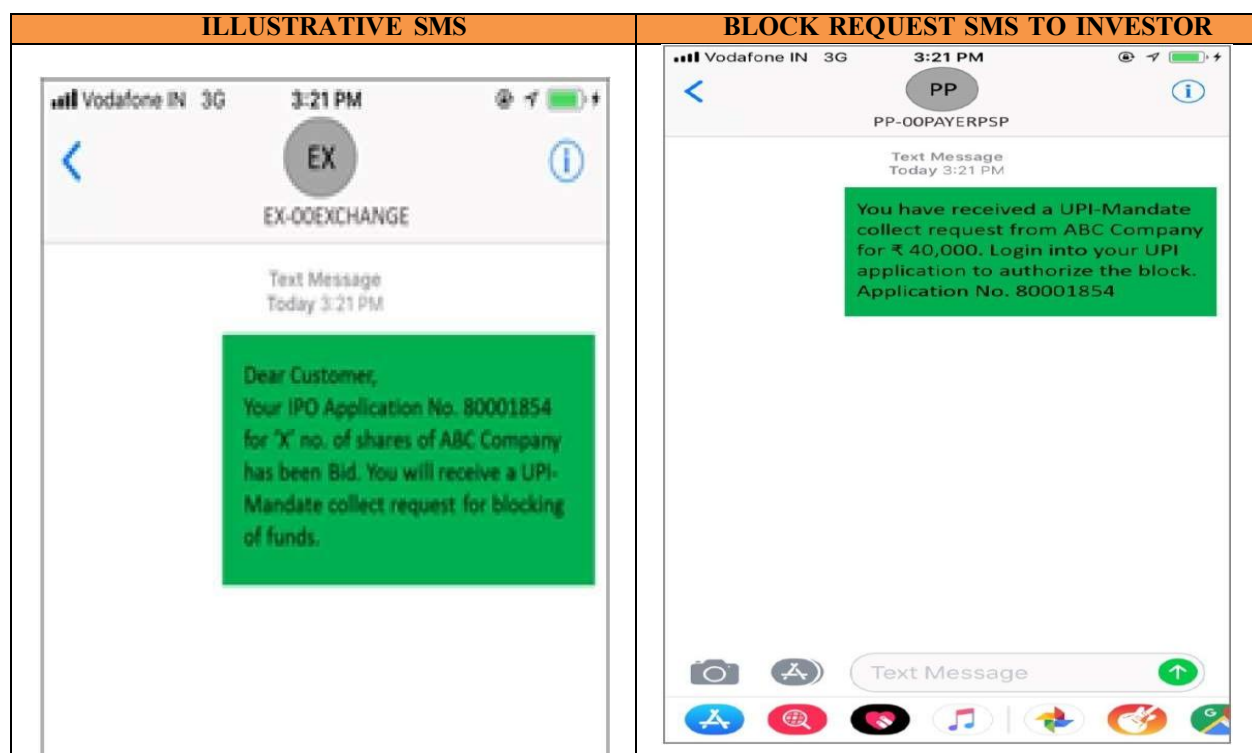 ILLUSTRATIVE SMS
Vodafone IN 3G 3:21 PM
EX
EX-00EXCHANGE
Text Message
Today 3:21 PM
Dear Customer,
Your IPO Application No. 80001854
for 'X' no. of shares of ABC Company
has been Bid. You will receive a UPI-
Mandate collect request for blocking
of funds.
BLOCK REQUEST SMS TO INVESTOR
Vodafone IN 3G 3:21 PM
PP
PP-00PAYERPSP
Text Message
Today 3:21 PM
You have received a UPI-Mandate
collect request from ABC Company
for ₹ 40,000. Login into your UPI
application to authorize the block.
Application No. 80001854
Text Message
G